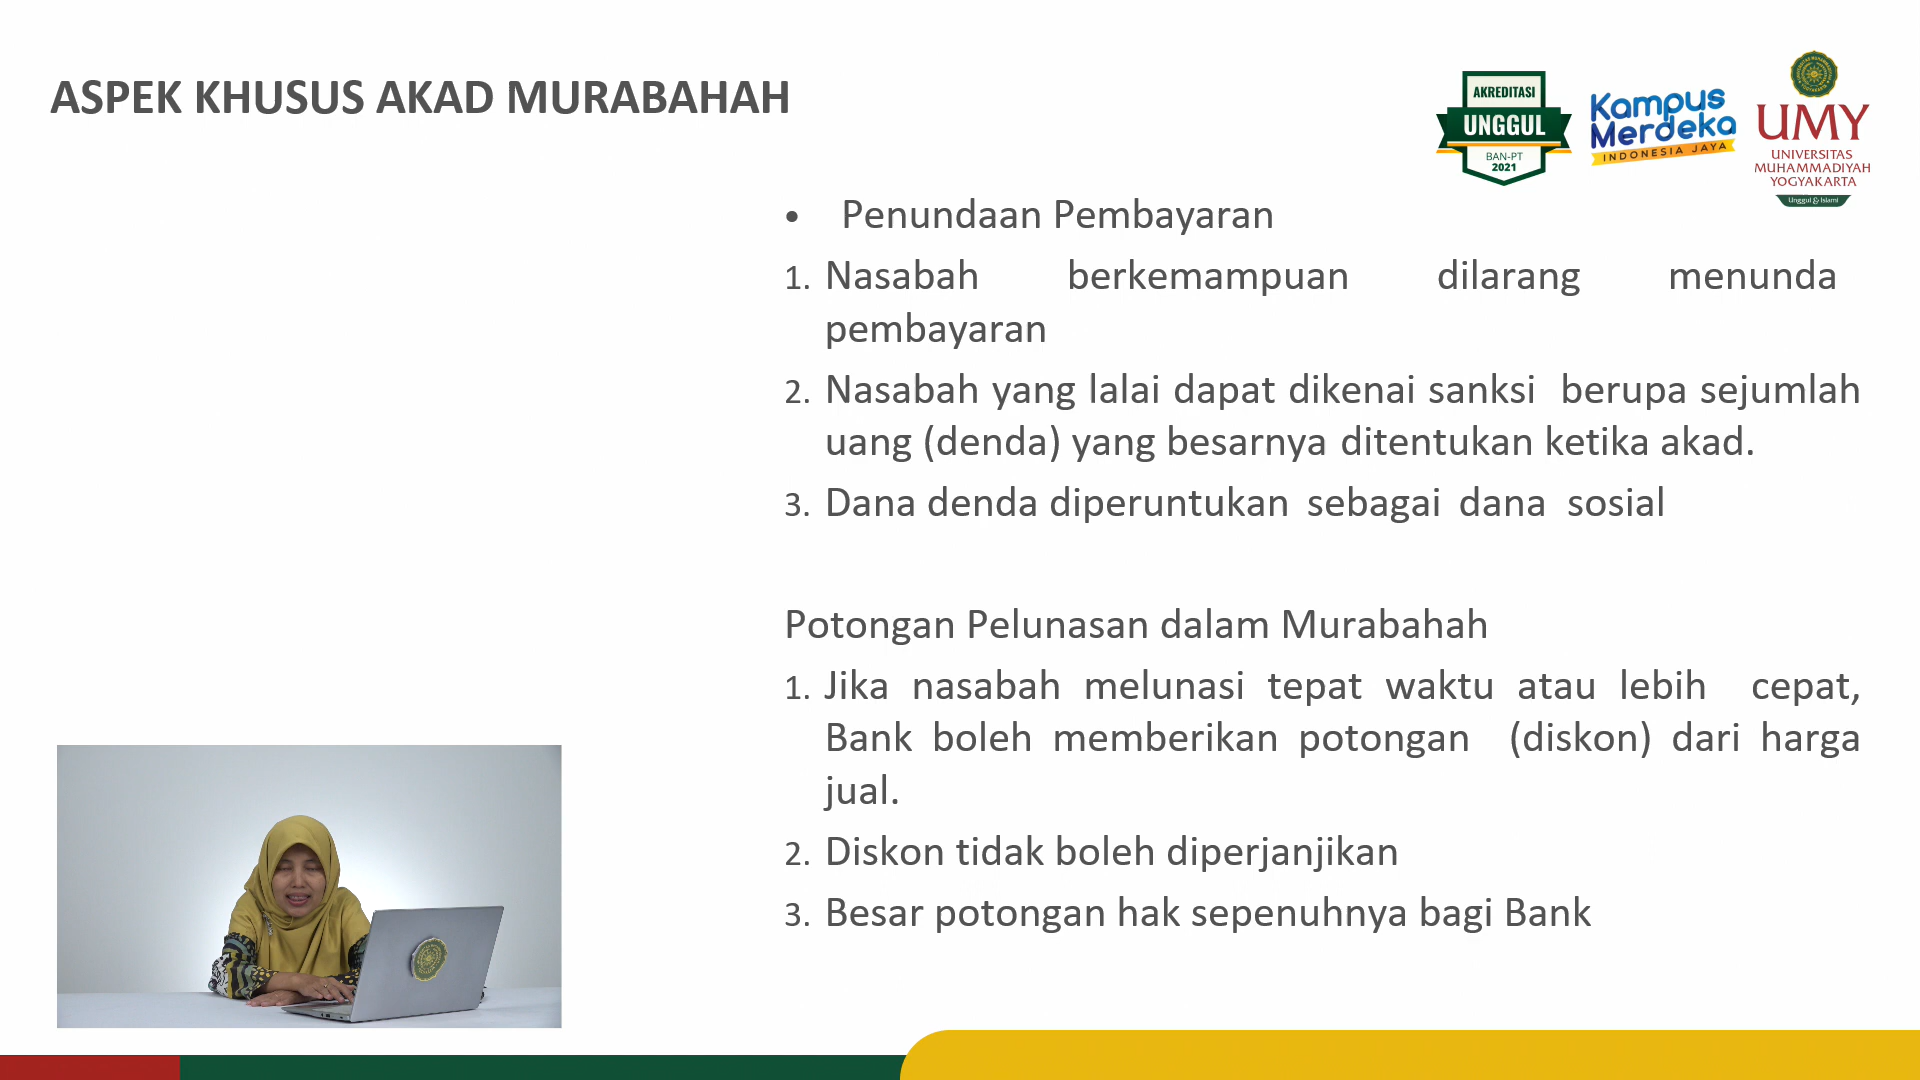 ASPEK KHUSUS AKAD MURABAHAH
AKREDITASI
UNGGUL
BAN-PT
2021
Kampus
Merdeka
INDONESIA JAYA
UMY
UNIVERSITAS
MUHAMMADIYAH
YOGYAKARTA
Unggul & Islami
• Penundaan Pembayaran
1. Nasabah berkemampuan dilarang menunda
pembayaran
2. Nasabah yang lalai dapat dikenai sanksi berupa sejumlah
uang (denda) yang besarnya ditentukan ketika akad.
3. Dana denda diperuntukan sebagai dana sosial
Potongan Pelunasan dalam Murabahah
1. Jika nasabah melunasi tepat waktu atau lebih cepat,
Bank boleh memberikan potongan (diskon) dari harga
jual.
2. Diskon tidak boleh diperjanjikan
3. Besar potongan hak sepenuhnya bagi Bank